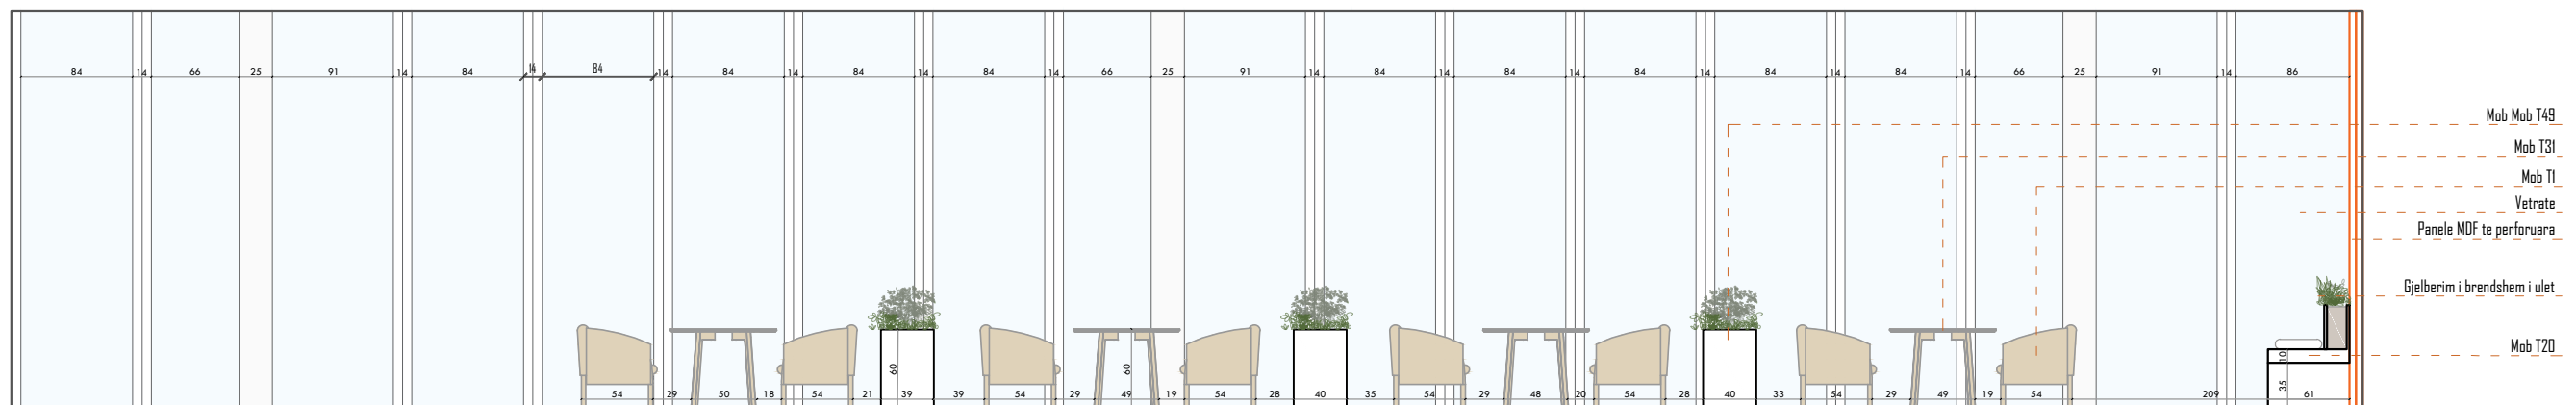 84 14 66 25 91 14 84 14 84 14 84 14 84 14 84 14 66 25 91 14 84 14 84 14 84 14 84 14 84 14 66 25 91 14 86
Mob Mob T49
Mob T31
Mob T1
Vetrate
Panele MDF te perforuara
Gjelberim i brendshem i ulet
Mob T20
60 60 10 35
54 29 50 18 54 21 39 39 54 29 49 19 54 28 40 35 54 29 48 20 54 28 40 33 54 29 49 19 54 209 61